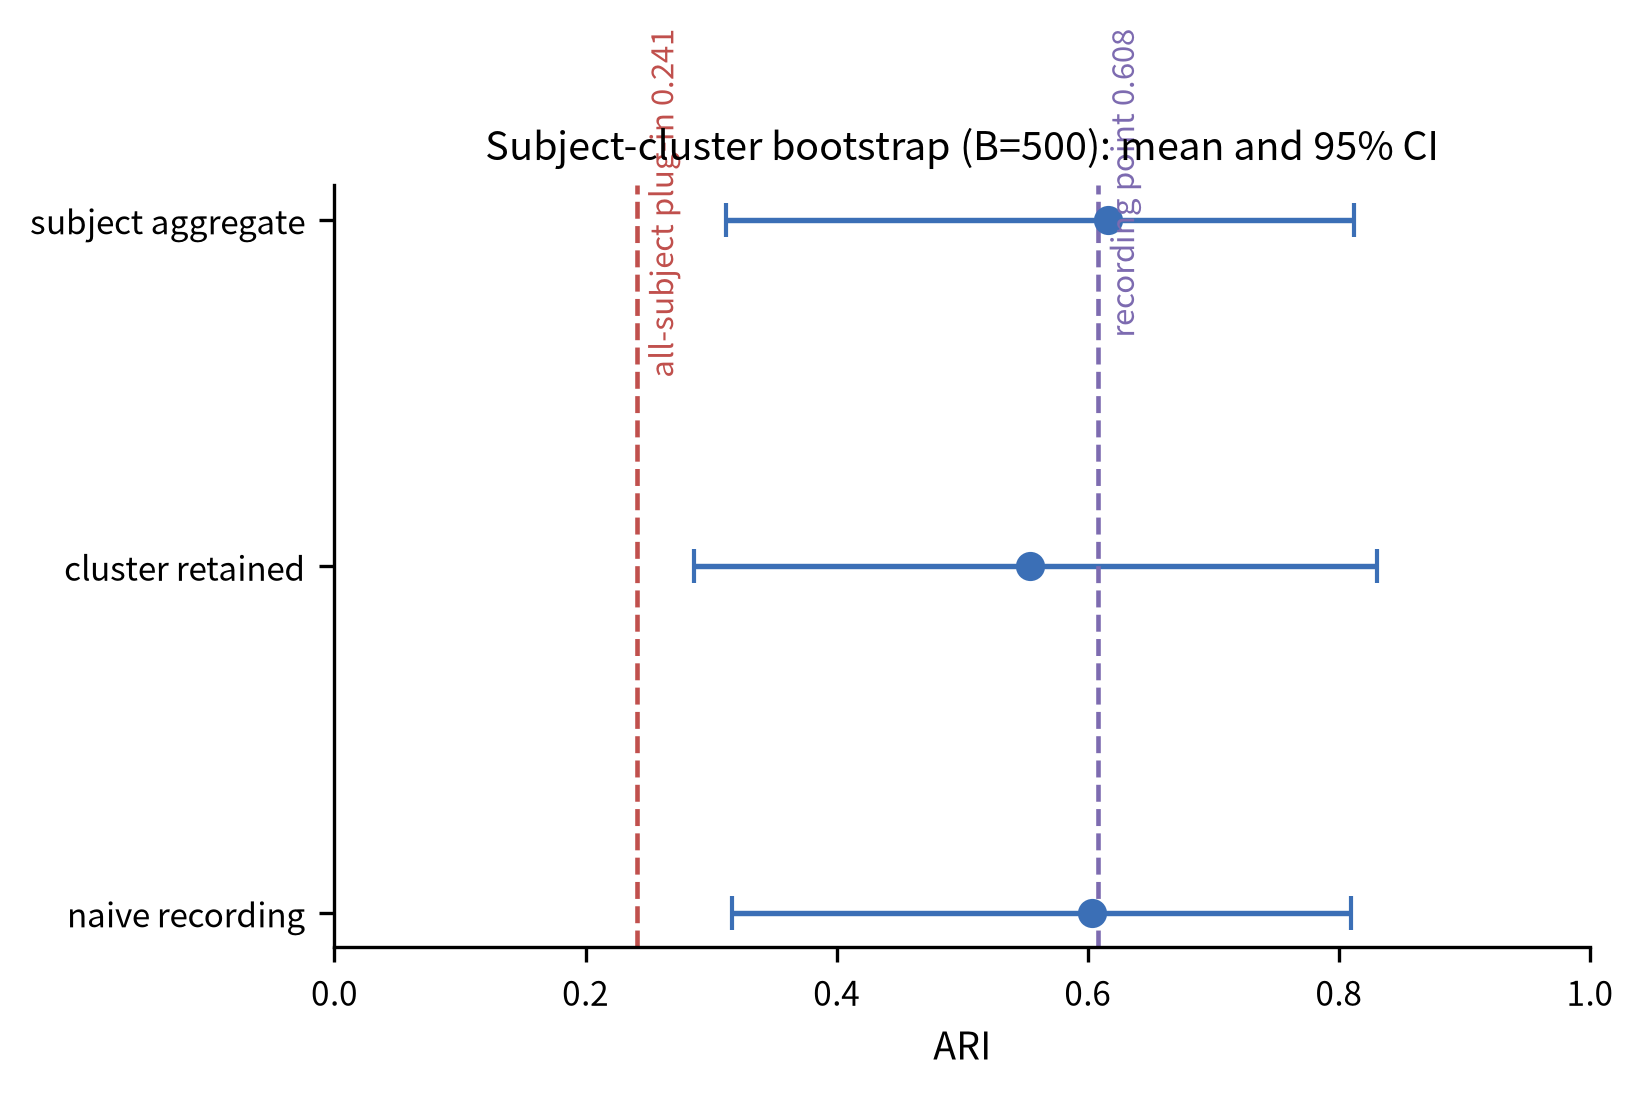 all-subject plug-in 0.241
recording point 0.608
Subject-cluster bootstrap (B=500): mean and 95% CI
subject aggregate
cluster retained
naive recording
0.0 0.2 0.4 0.6 0.8 1.0
ARI